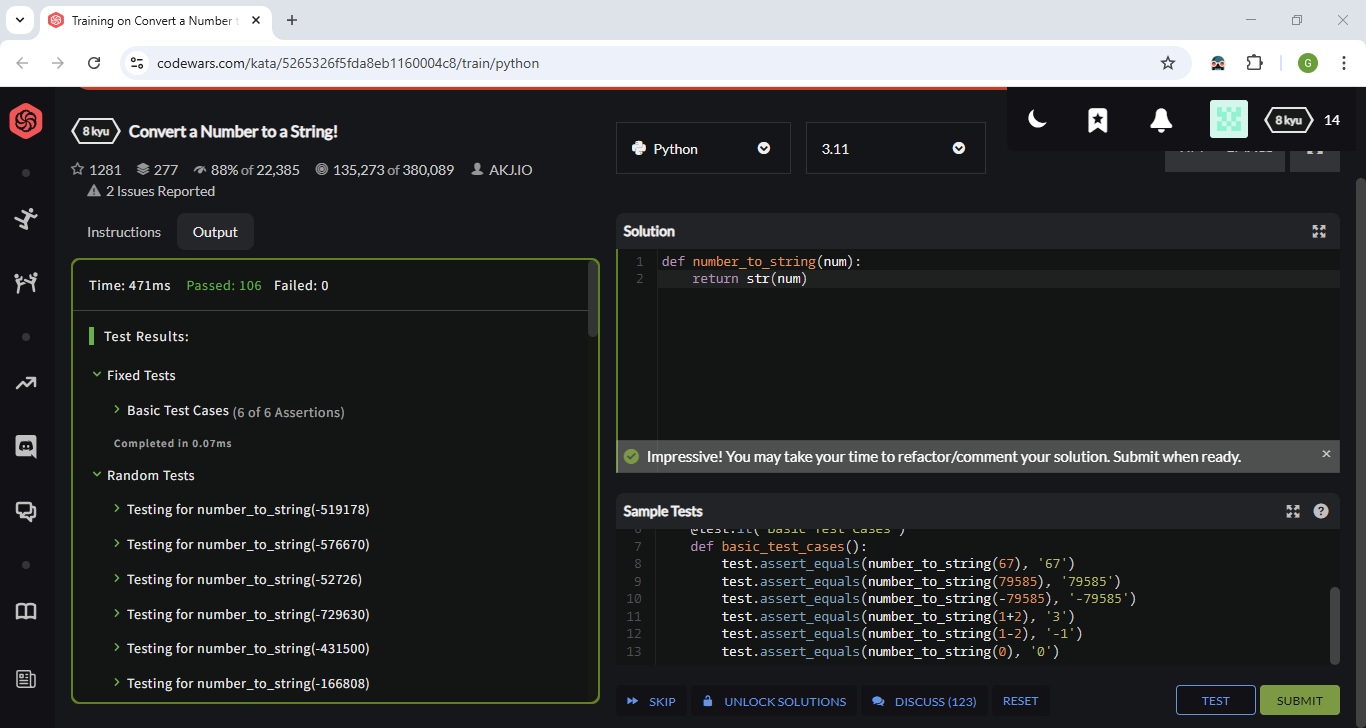 Training on Convert a Number t
codewars.com/kata/5265326f5fda8eb1160004c8/train/python
G
8 kyu
Convert a Number to a String!
1281 277 88% of 22,385 135,273 of 380,089 AKJ.IO
2 Issues Reported
Python
3.11
8 kyu 14
Instructions
Output
Time: 471ms Passed: 106 Failed: 0
Test Results:
Fixed Tests
Basic Test Cases (6 of 6 Assertions)
Completed in 0.07ms
Random Tests
Testing for number_to_string(-519178)
Testing for number_to_string(-576670)
Testing for number_to_string(-52726)
Testing for number_to_string(-729630)
Testing for number_to_string(-431500)
Testing for number_to_string(-166808)
Solution
1 def number_to_string(num):
2 return str(num)
Impressive! You may take your time to refactor/comment your solution. Submit when ready.
Sample Tests
6 @test.it("Basic Test Cases")
7 def basic_test_cases():
8 test.assert_equals(number_to_string(67), '67')
9 test.assert_equals(number_to_string(79585), '79585')
10 test.assert_equals(number_to_string(-79585), '-79585')
11 test.assert_equals(number_to_string(1+2), '3')
12 test.assert_equals(number_to_string(1-2), '-1')
13 test.assert_equals(number_to_string(0), '0')
SKIP
UNLOCK SOLUTIONS
DISCUSS (123)
RESET
TEST
SUBMIT